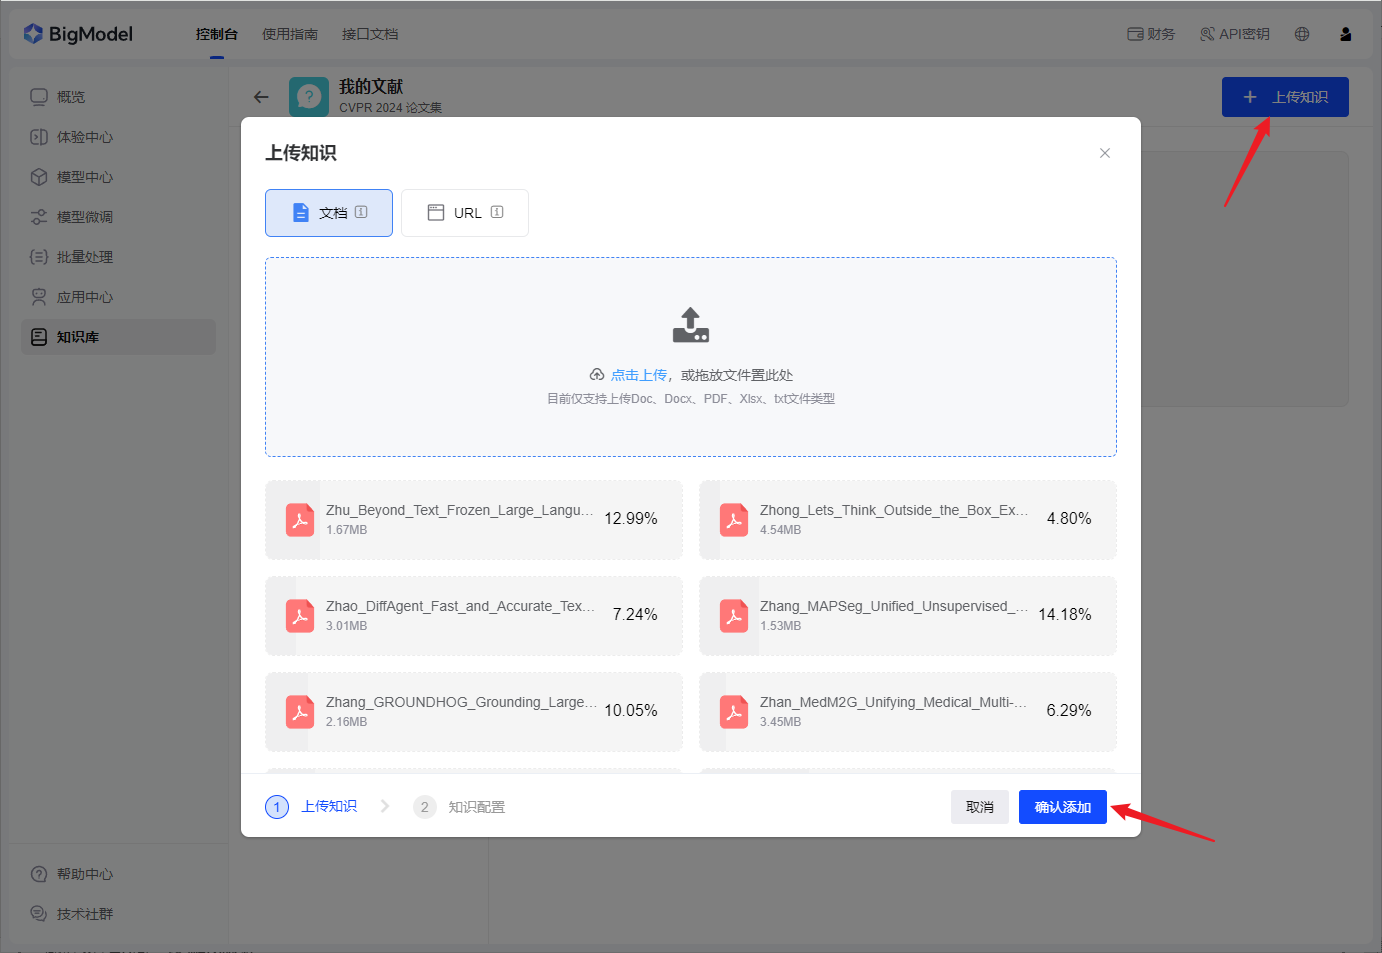 BigModel
控制台
使用指南
接口文档
财务
API密钥
概览
体验中心
模型中心
模型微调
批量处理
应用中心
知识库
帮助中心
技术社群
我的文献
CVPR 2024 论文集
上传知识
上传知识
文档
URL
点击上传，或拖放文件置此处
目前仅支持上传Doc、Docx、PDF、Xlsx、txt文件类型
Zhu_Beyond_Text_Frozen_Large_Langu...
1.67MB
12.99%
Zhong_Lets_Think_Outside_the_Box_Ex...
4.54MB
4.80%
Zhao_DiffAgent_Fast_and_Accurate_Tex...
3.01MB
7.24%
Zhang_MAPSeg_Unified_Unsupervised_...
1.53MB
14.18%
Zhang_GROUNDHOG_Grounding_Large...
2.16MB
10.05%
Zhan_MedM2G_Unifying_Medical_Multi-...
3.45MB
6.29%
1 上传知识
2 知识配置
取消
确认添加